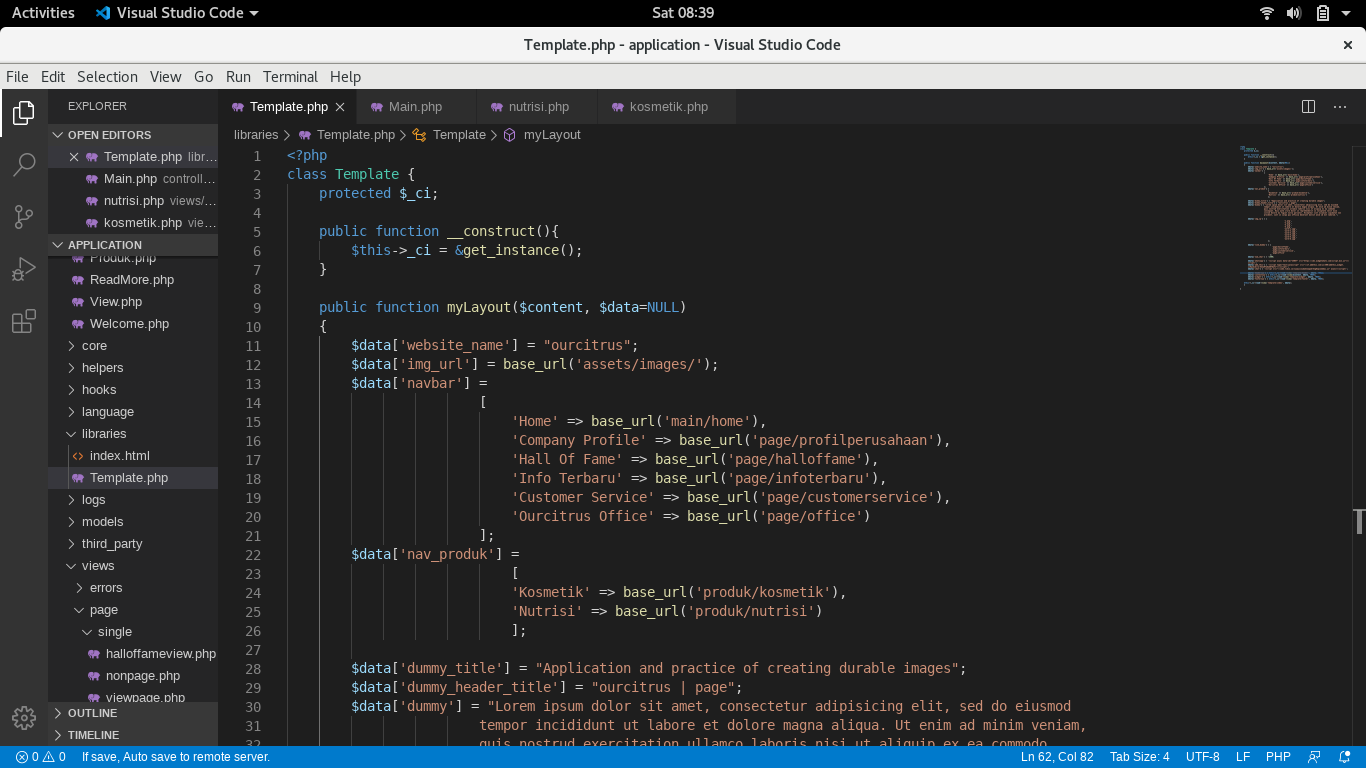 Activities Visual Studio Code Sat 08:39
Template.php - application - Visual Studio Code ×
File Edit Selection View Go Run Terminal Help
EXPLORER
Template.php Main.php nutrisi.php kosmetik.php
OPEN EDITORS
Template.php libr...
Main.php controll...
nutrisi.php views/...
kosmetik.php vie...
APPLICATION
Produk.php
ReadMore.php
View.php
Welcome.php
core
helpers
hooks
language
libraries
index.html
Template.php
logs
models
third_party
views
errors
page
single
halloffameview.php
nonpage.php
viewpage.php
OUTLINE
TIMELINE
libraries > Template.php > Template > myLayout
1 <?php
2 class Template {
3 protected $_ci;
4
5 public function __construct(){
6 $this->_ci = &get_instance();
7 }
8
9 public function myLayout($content, $data=NULL)
10 {
11 $data['website_name'] = "ourcitrus";
12 $data['img_url'] = base_url('assets/images/');
13 $data['navbar'] =
14 [
15 'Home' => base_url('main/home'),
16 'Company Profile' => base_url('page/profilperusahaan'),
17 'Hall Of Fame' => base_url('page/halloffame'),
18 'Info Terbaru' => base_url('page/infoterbaru'),
19 'Customer Service' => base_url('page/customerservice'),
20 'Ourcitrus Office' => base_url('page/office')
21 ];
22 $data['nav_produk'] =
23 [
24 'Kosmetik' => base_url('produk/kosmetik'),
25 'Nutrisi' => base_url('produk/nutrisi')
26 ];
27
28 $data['dummy_title'] = "Application and practice of creating durable images";
29 $data['dummy_header_title'] = "ourcitrus | page";
30 $data['dummy'] = "Lorem ipsum dolor sit amet, consectetur adipisicing elit, sed do eiusmod
31 tempor incididunt ut labore et dolore magna aliqua. Ut enim ad minim veniam,
32 quis nostrud exercitation ullamco laboris nisi ut aliquip ex ea commodo
0 0 If save, Auto save to remote server. Ln 62, Col 82 Tab Size: 4 UTF-8 LF PHP